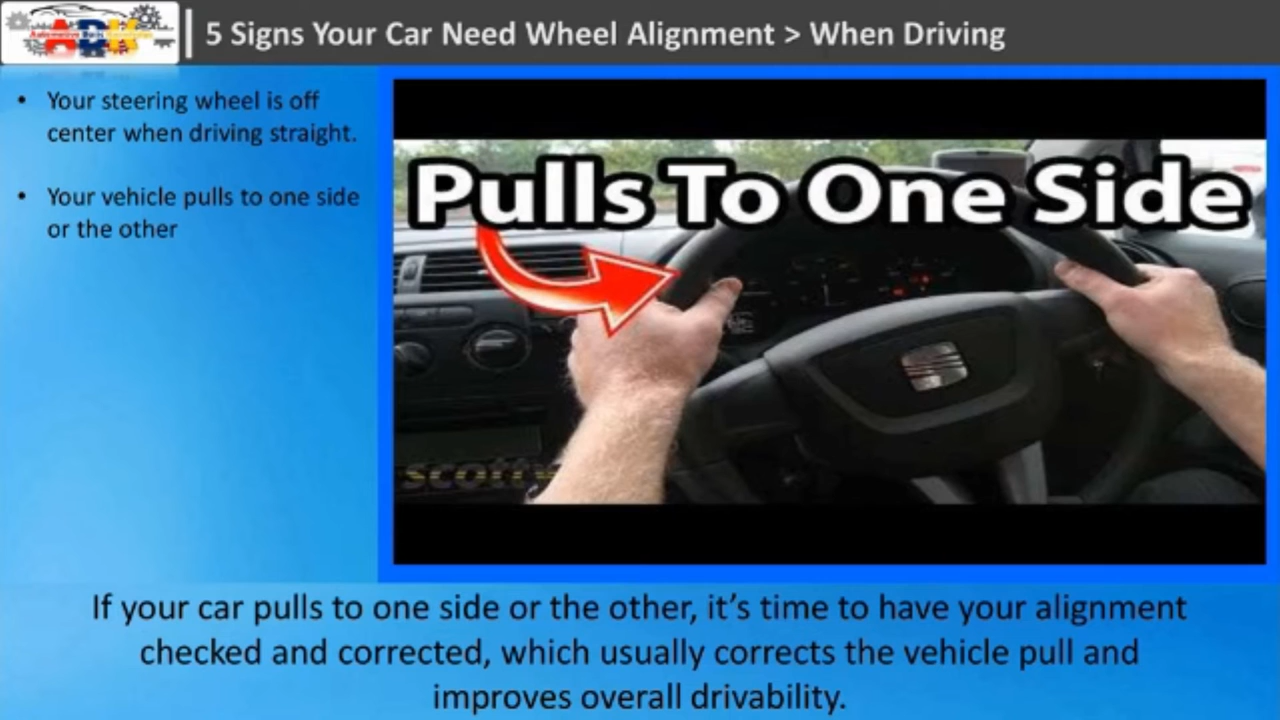 5 Signs Your Car Need Wheel Alignment > When Driving
• Your steering wheel is off
center when driving straight.
• Your vehicle pulls to one side
or the other
Pulls To One Side
If your car pulls to one side or the other, it's time to have your alignment
checked and corrected, which usually corrects the vehicle pull and
improves overall drivability.